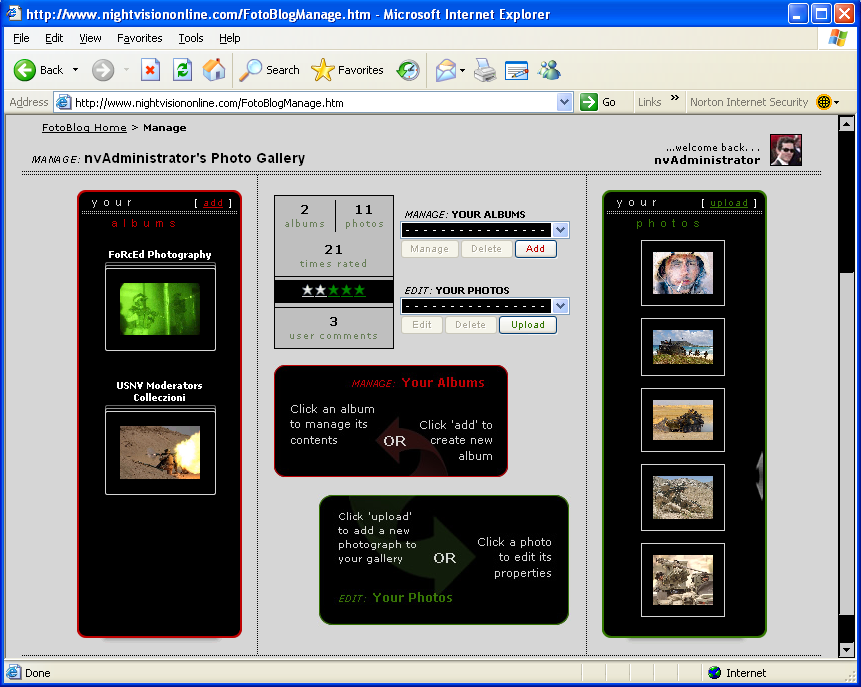 http://www.nightvisiononline.com/FotoBlogManage.htm - Microsoft Internet Explorer
File Edit View Favorites Tools Help
Back Search Favorites
Address http://www.nightvisiononline.com/FotoBlogManage.htm Go Links » Norton Internet Security
FotoBlog Home > Manage
MANAGE: nvAdministrator's Photo Gallery
...welcome back...
nvAdministrator
your [ add ]
albums
FoRcEd Photography
USNV Moderators
Colleczioni
2 11
albums photos
21
times rated
3
user comments
MANAGE: YOUR ALBUMS
- - - - - - - - - - - - - - - -
Manage Delete Add
EDIT: YOUR PHOTOS
- - - - - - - - - - - - - - - -
Edit Delete Upload
MANAGE: Your Albums
Click an album
to manage its
contents
OR
Click 'add' to
create new
album
Click 'upload'
to add a new
photograph to
your gallery
OR
Click a photo
to edit its
properties
EDIT: Your Photos
your [ upload ]
photos
Done Internet